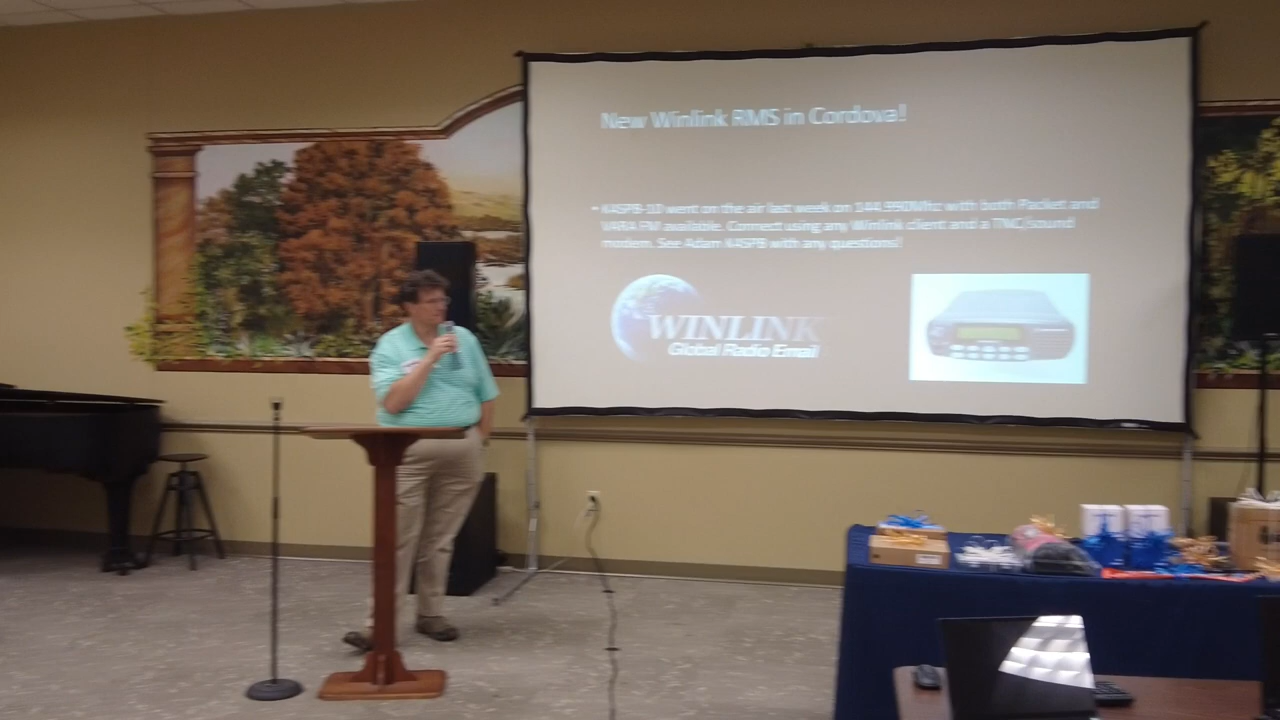 New Winlink RMS in Cordova!
• K4SPB-10 went on the air last week on 144.990Mhz with both Packet and
VARA FM available. Connect using any Winlink client and a TNC/sound
modem. See Adam K4SPB with any questions!
WINLINK
Global Radio Email